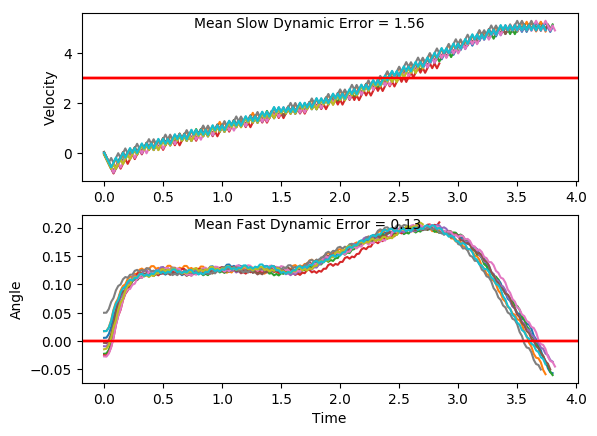 Mean Slow Dynamic Error = 1.56
Velocity
4
2
0
0.0 0.5 1.0 1.5 2.0 2.5 3.0 3.5 4.0
Mean Fast Dynamic Error = 0.13
Angle
0.20
0.15
0.10
0.05
0.00
−0.05
0.0 0.5 1.0 1.5 2.0 2.5 3.0 3.5 4.0
Time